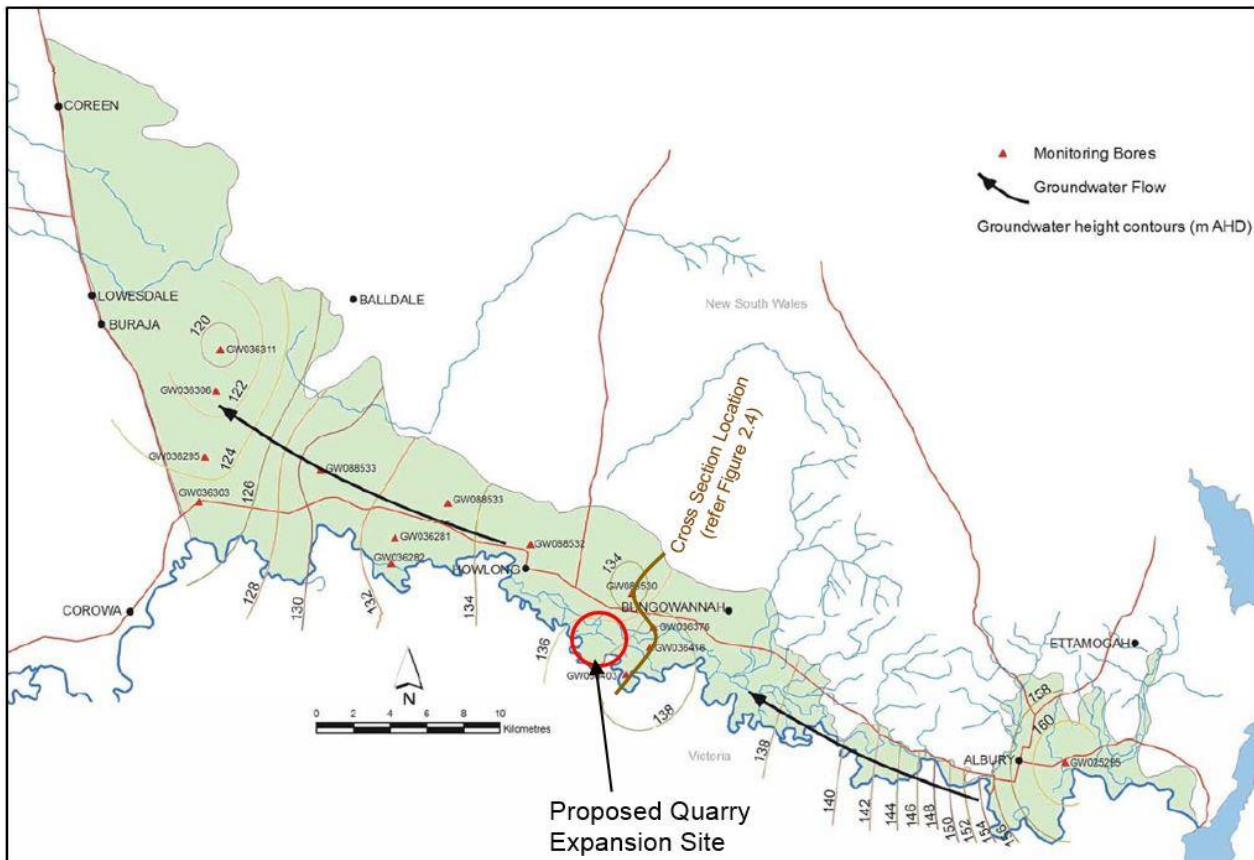 COREEN
Monitoring Bores
Groundwater Flow
Groundwater height contours (m AHD)
LOWESDALE
BALLDALE
BURAJA
New South Wales
120
GW036311
GW036306
122
Cross Section Location
(refer Figure 2.4)
GW036295
124
126
GW088533
GW036303
GW088533
GW036281
GW088532
GW036282
HOWLONG
134
BUNGOWANNAH
COROWA
128
130
132
134
GW036376
ETTAMOGAH
136
GW036416
N
0 2 4 6 8 10
Kilometres
138
158
160
138
Victoria
ALBURY
GW025265
140
142
144
146
148
150
152
154
156
Proposed Quarry
Expansion Site